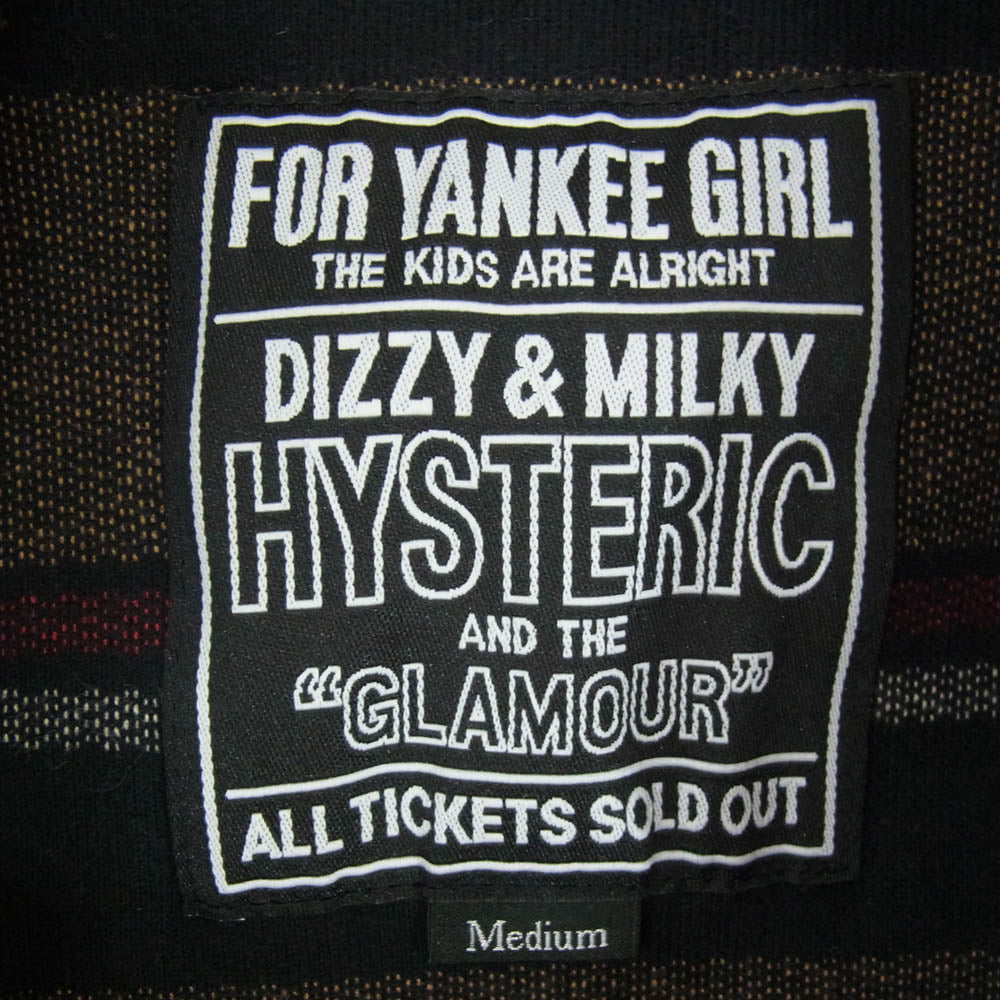 FOR YANKEE GIRL
THE KIDS ARE ALRIGHT
DIZZY & MILKY
HYSTERIC
AND THE
“GLAMOUR”
ALL TICKETS SOLD OUT
Medium